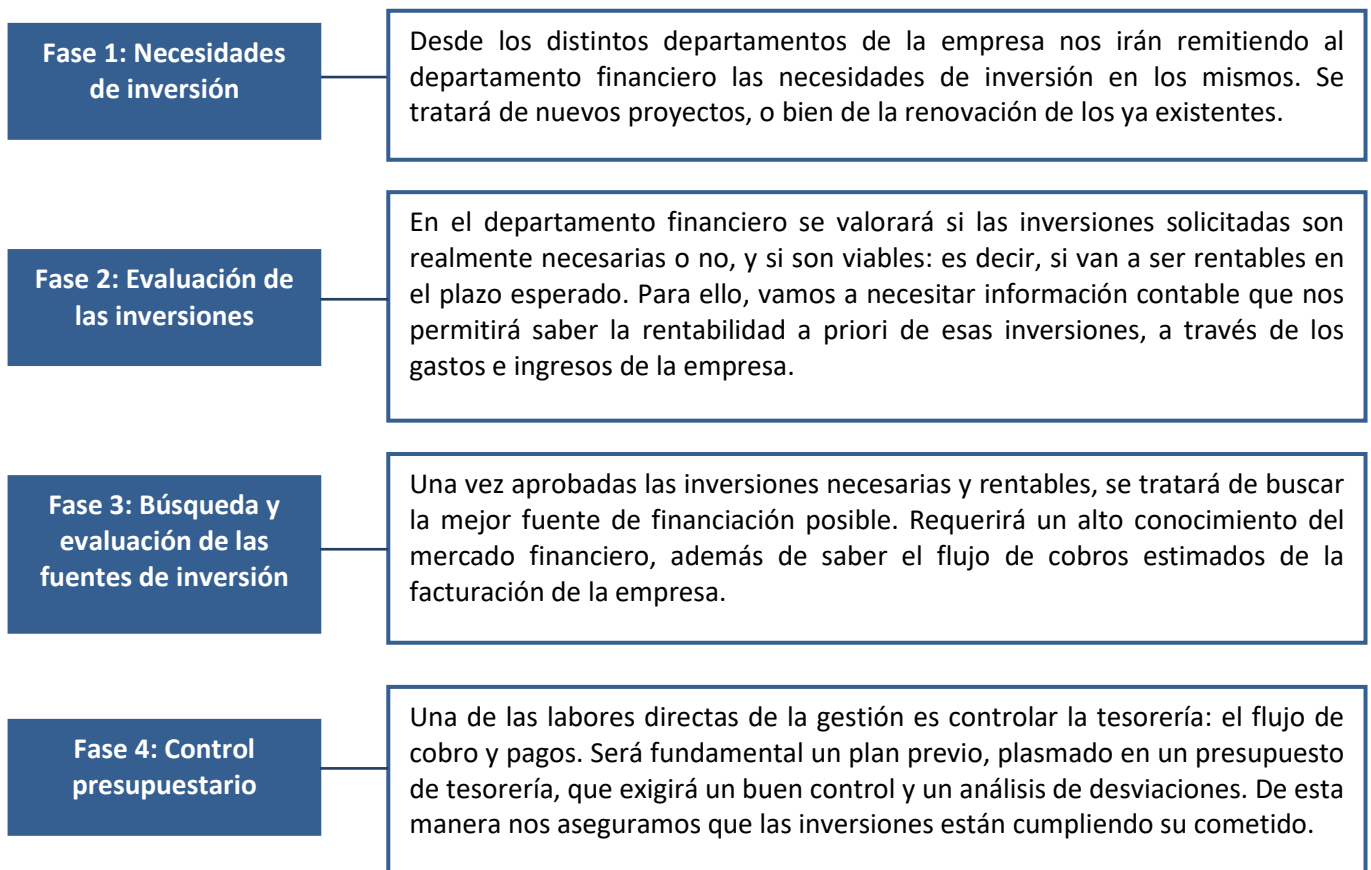 Fase 1: Necesidades
de inversión
Desde los distintos departamentos de la empresa nos irán remitiendo al
departamento financiero las necesidades de inversión en los mismos. Se
tratará de nuevos proyectos, o bien de la renovación de los ya existentes.
Fase 2: Evaluación de
las inversiones
En el departamento financiero se valorará si las inversiones solicitadas son
realmente necesarias o no, y si son viables: es decir, si van a ser rentables en
el plazo esperado. Para ello, vamos a necesitar información contable que nos
permitirá saber la rentabilidad a priori de esas inversiones, a través de los
gastos e ingresos de la empresa.
Fase 3: Búsqueda y
evaluación de las
fuentes de inversión
Una vez aprobadas las inversiones necesarias y rentables, se tratará de buscar
la mejor fuente de financiación posible. Requerirá un alto conocimiento del
mercado financiero, además de saber el flujo de cobros estimados de la
facturación de la empresa.
Fase 4: Control
presupuestario
Una de las labores directas de la gestión es controlar la tesorería: el flujo de
cobro y pagos. Será fundamental un plan previo, plasmado en un presupuesto
de tesorería, que exigirá un buen control y un análisis de desviaciones. De esta
manera nos aseguramos que las inversiones están cumpliendo su cometido.